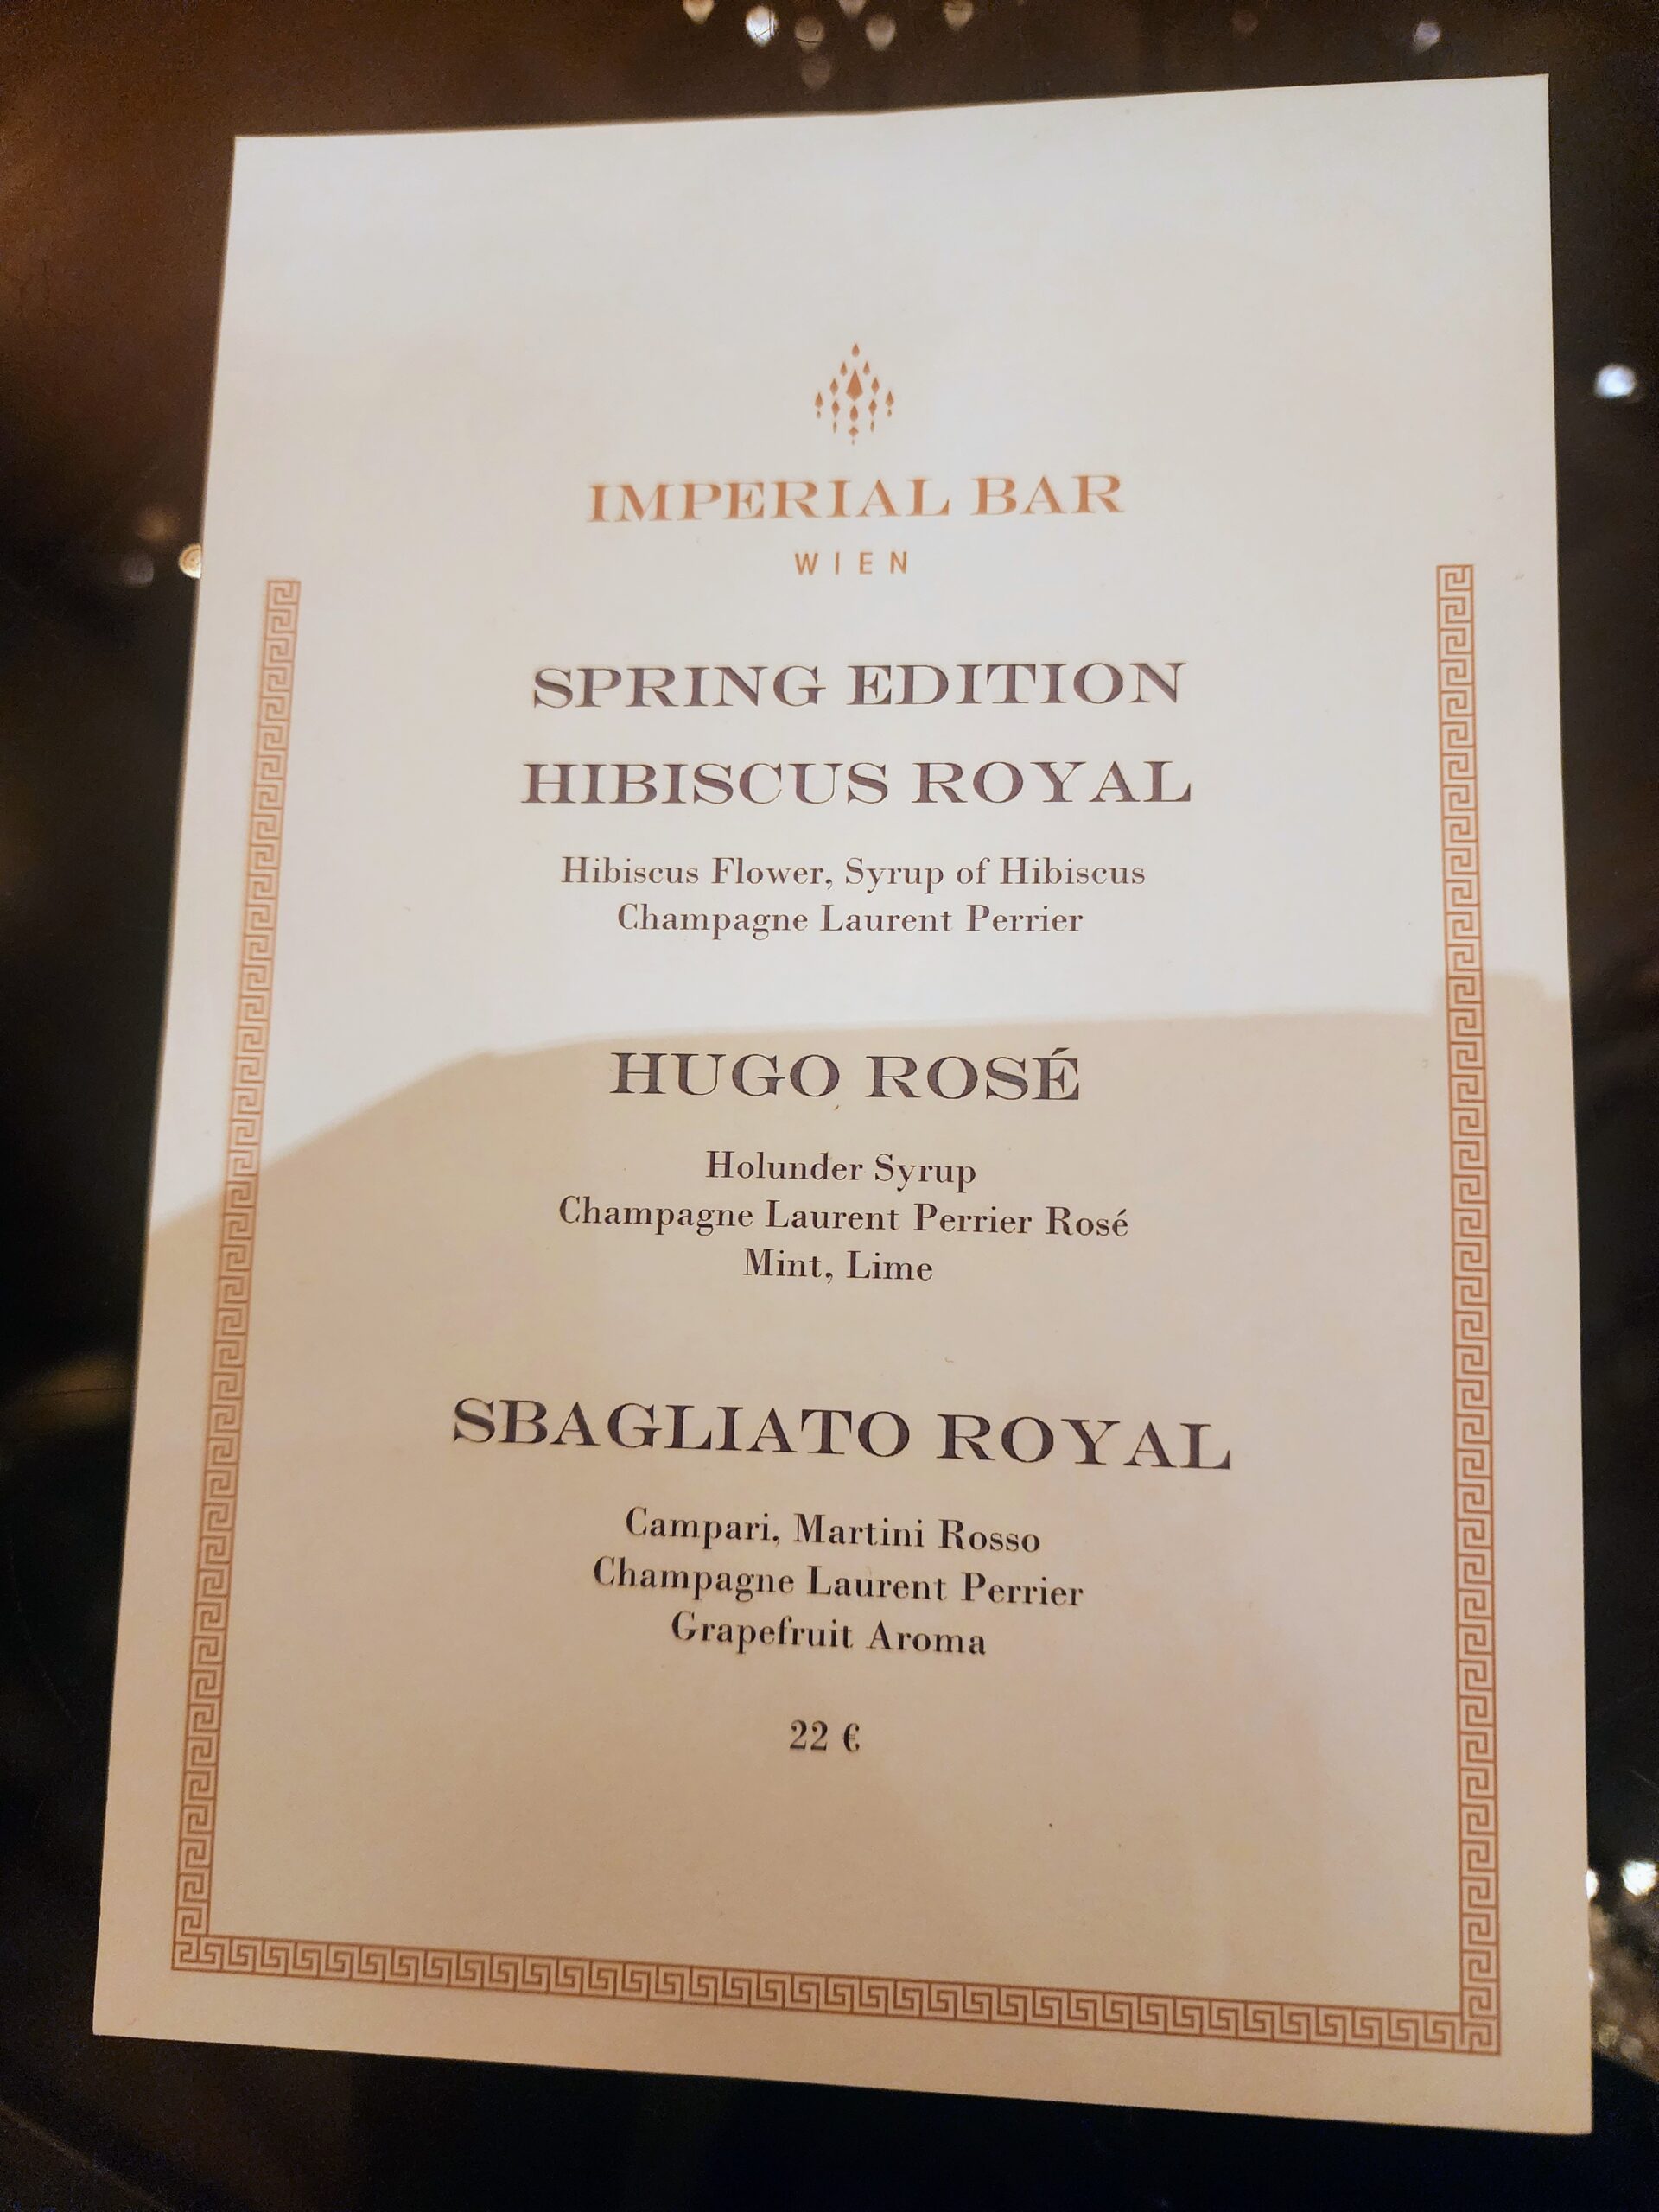 IMPERIAL BAR
WIEN
SPRING EDITION
HIBISCUS ROYAL
Hibiscus Flower, Syrup of Hibiscus
Champagne Laurent Perrier
HUGO ROSÉ
Holunder Syrup
Champagne Laurent Perrier Rosé
Mint, Lime
SBAGLIATO ROYAL
Campari, Martini Rosso
Champagne Laurent Perrier
Grapefruit Aroma
22 €